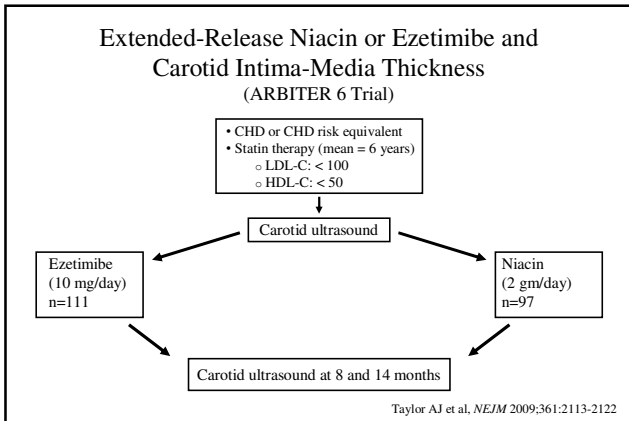 Extended-Release Niacin or Ezetimibe and
Carotid Intima-Media Thickness
(ARBITER 6 Trial)
• CHD or CHD risk equivalent
• Statin therapy (mean = 6 years)
o LDL-C: < 100
o HDL-C: < 50
Carotid ultrasound
Ezetimibe
(10 mg/day)
n=111
Niacin
(2 gm/day)
n=97
Carotid ultrasound at 8 and 14 months
Taylor AJ et al, NEJM 2009;361:2113-2122